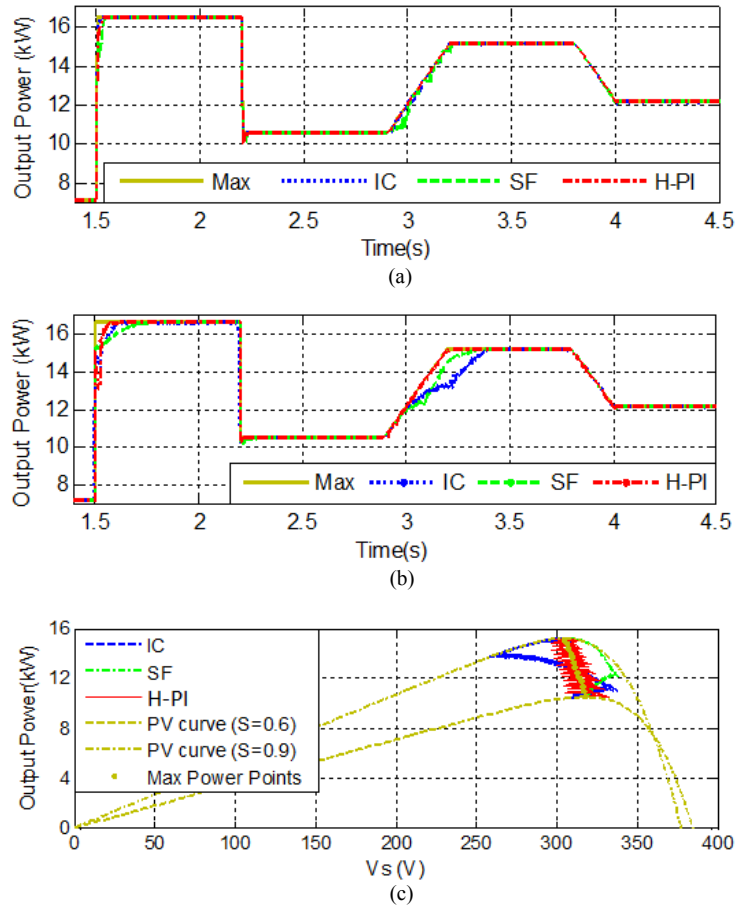 Output Power (kW)
16
14
12
10
8
Max IC SF H-PI
1.5 2 2.5 3 3.5 4 4.5
Time(s)
(a)
Output Power (kW)
16
14
12
10
8
Max IC SF H-PI
1.5 2 2.5 3 3.5 4 4.5
Time(s)
(b)
Output Power(kW)
16
12
8
4
0
IC
SF
H-PI
PV curve (S=0.6)
PV curve (S=0.9)
Max Power Points
0 50 100 150 200 250 300 350 400
Vs (V)
(c)